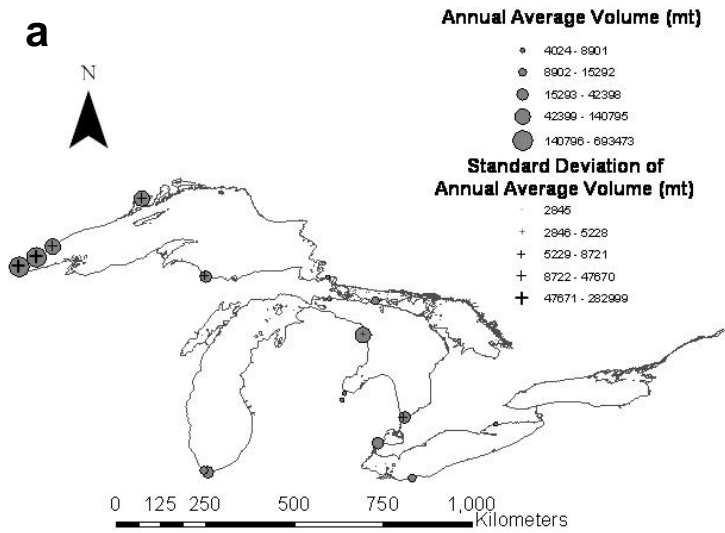 a
N
Annual Average Volume (mt)
4024 - 8901
8902 - 15292
15293 - 42398
42399 - 140795
140796 - 693473
Standard Deviation of
Annual Average Volume (mt)
2845
2846 - 5228
5229 - 8721
8722 - 47670
47671 - 282999
0 125 250 500 750 1,000
Kilometers